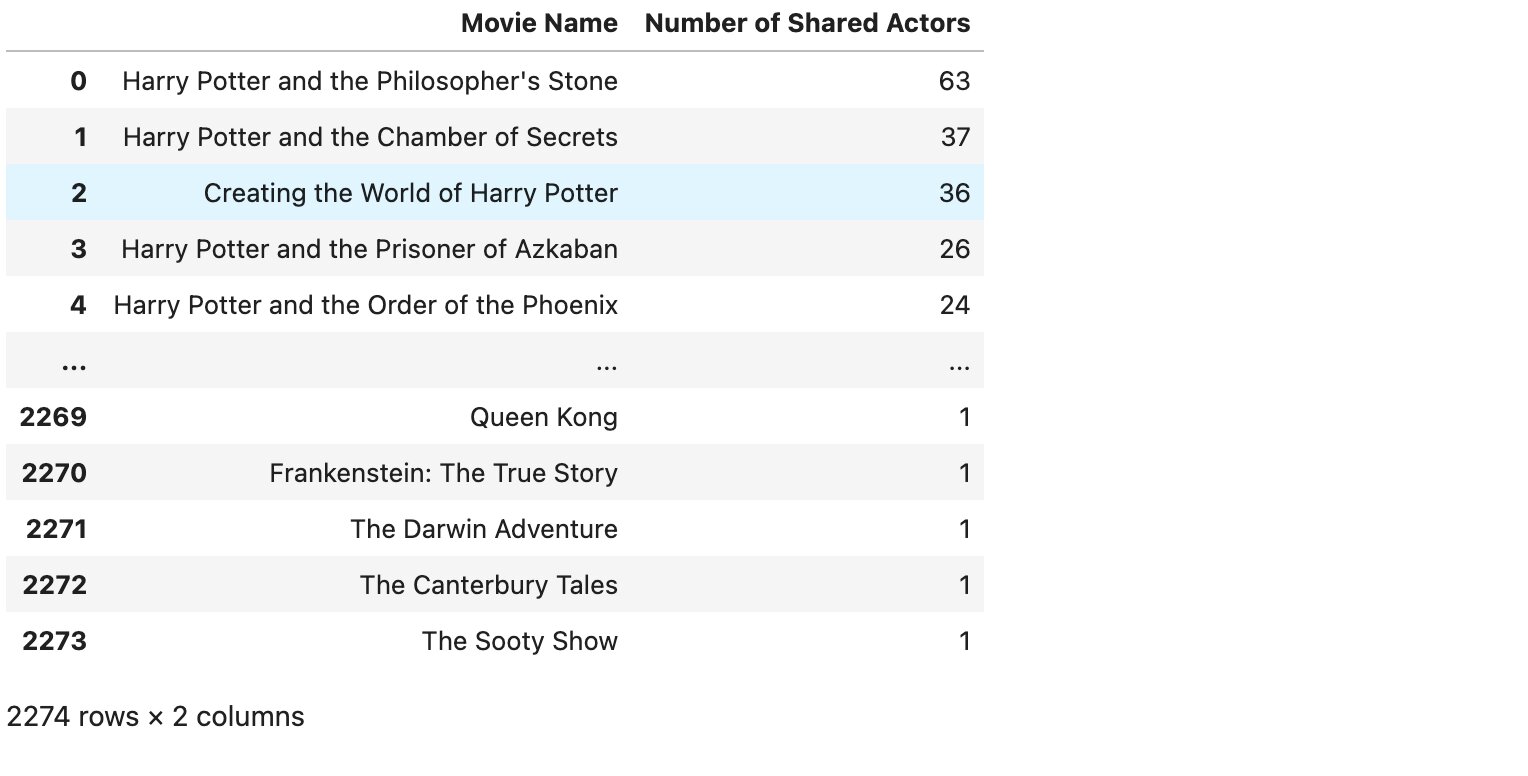 Movie Name Number of Shared Actors
0 Harry Potter and the Philosopher's Stone 63
1 Harry Potter and the Chamber of Secrets 37
2 Creating the World of Harry Potter 36
3 Harry Potter and the Prisoner of Azkaban 26
4 Harry Potter and the Order of the Phoenix 24
... ... ...
2269 Queen Kong 1
2270 Frankenstein: The True Story 1
2271 The Darwin Adventure 1
2272 The Canterbury Tales 1
2273 The Sooty Show 1
2274 rows × 2 columns